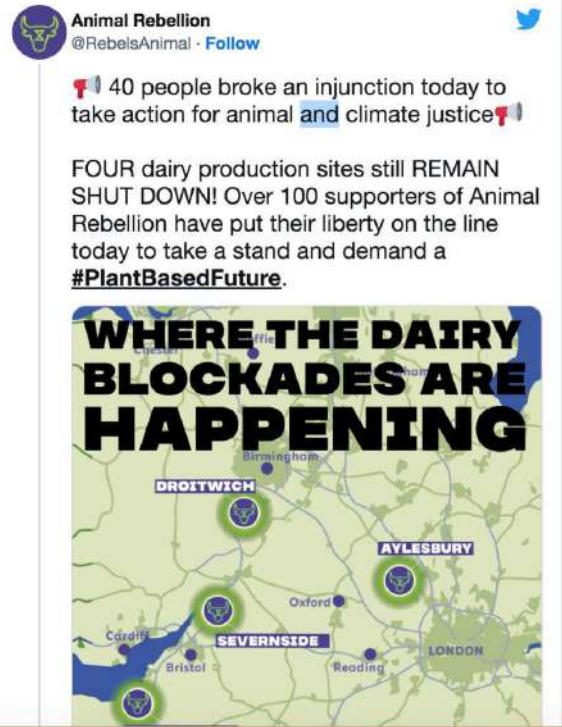 Animal Rebellion
@RebelsAnimal · Follow
📢 40 people broke an injunction today to
take action for animal and climate justice📢
FOUR dairy production sites still REMAIN
SHUT DOWN! Over 100 supporters of Animal
Rebellion have put their liberty on the line
today to take a stand and demand a
#PlantBasedFuture.
WHERE THE DAIRY
BLOCKADES ARE
HAPPENING
Birmingham
DROITWICH
AYLESBURY
Oxford
SEVERNSIDE
Cardiff
Bristol
Reading
LONDON